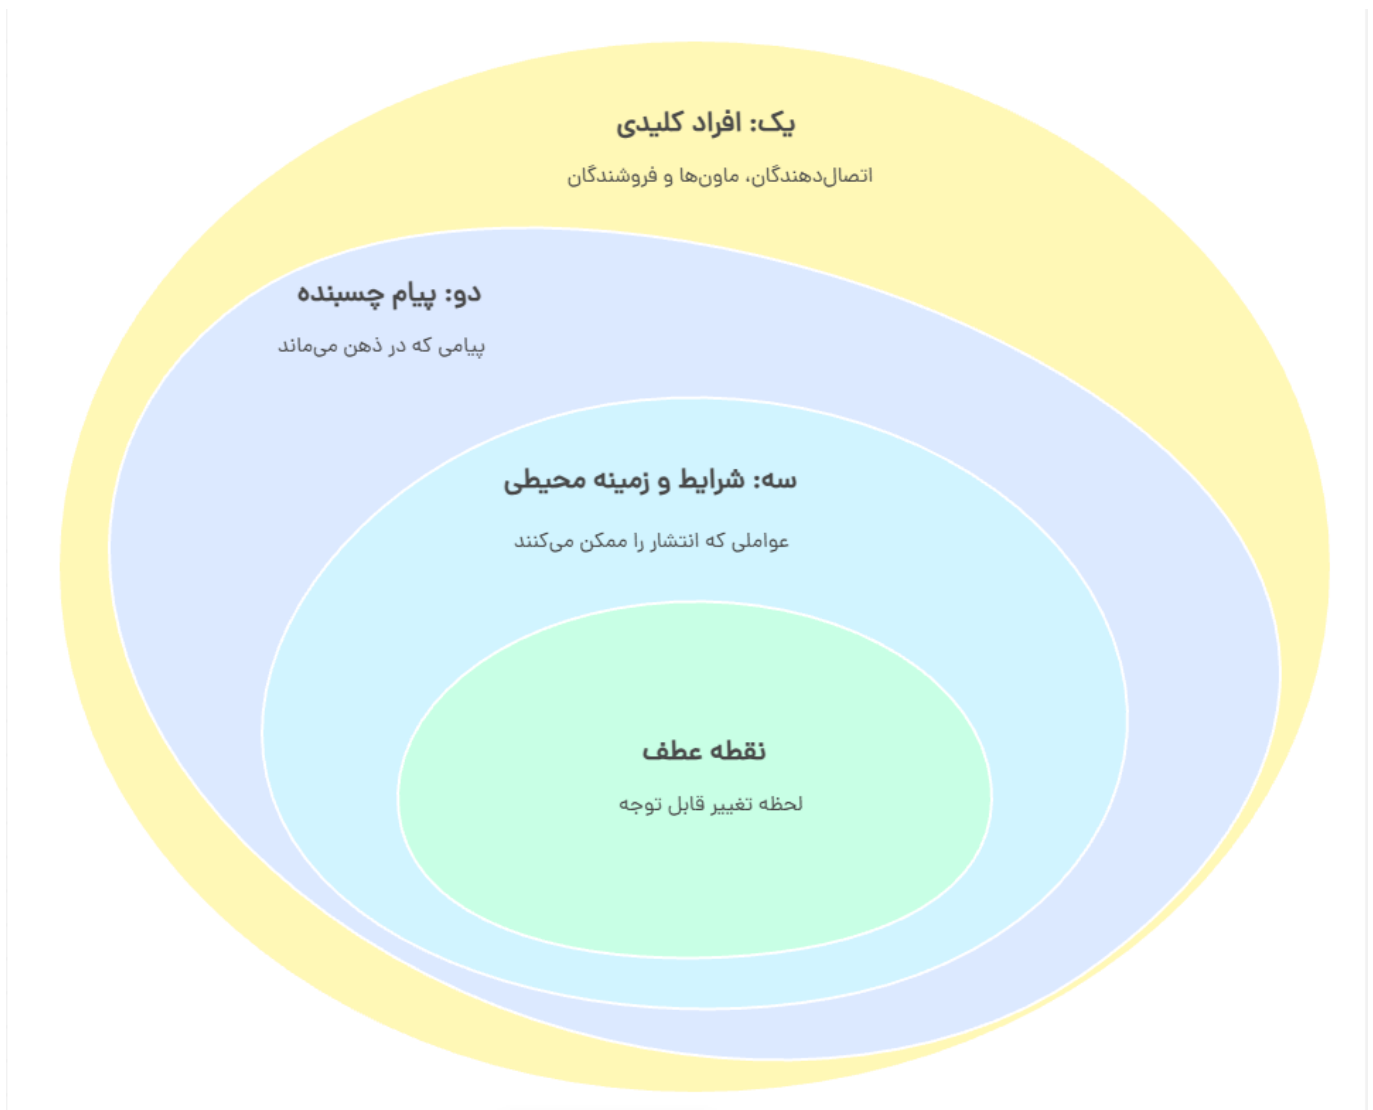 یک: افراد کلیدی
اتصال‌دهندگان، ماون‌ها و فروشندگان
دو: پیام چسبنده
پیامی که در ذهن می‌ماند
سه: شرایط و زمینه محیطی
عواملی که انتشار را ممکن می‌کنند
نقطه عطف
لحظه تغییر قابل توجه